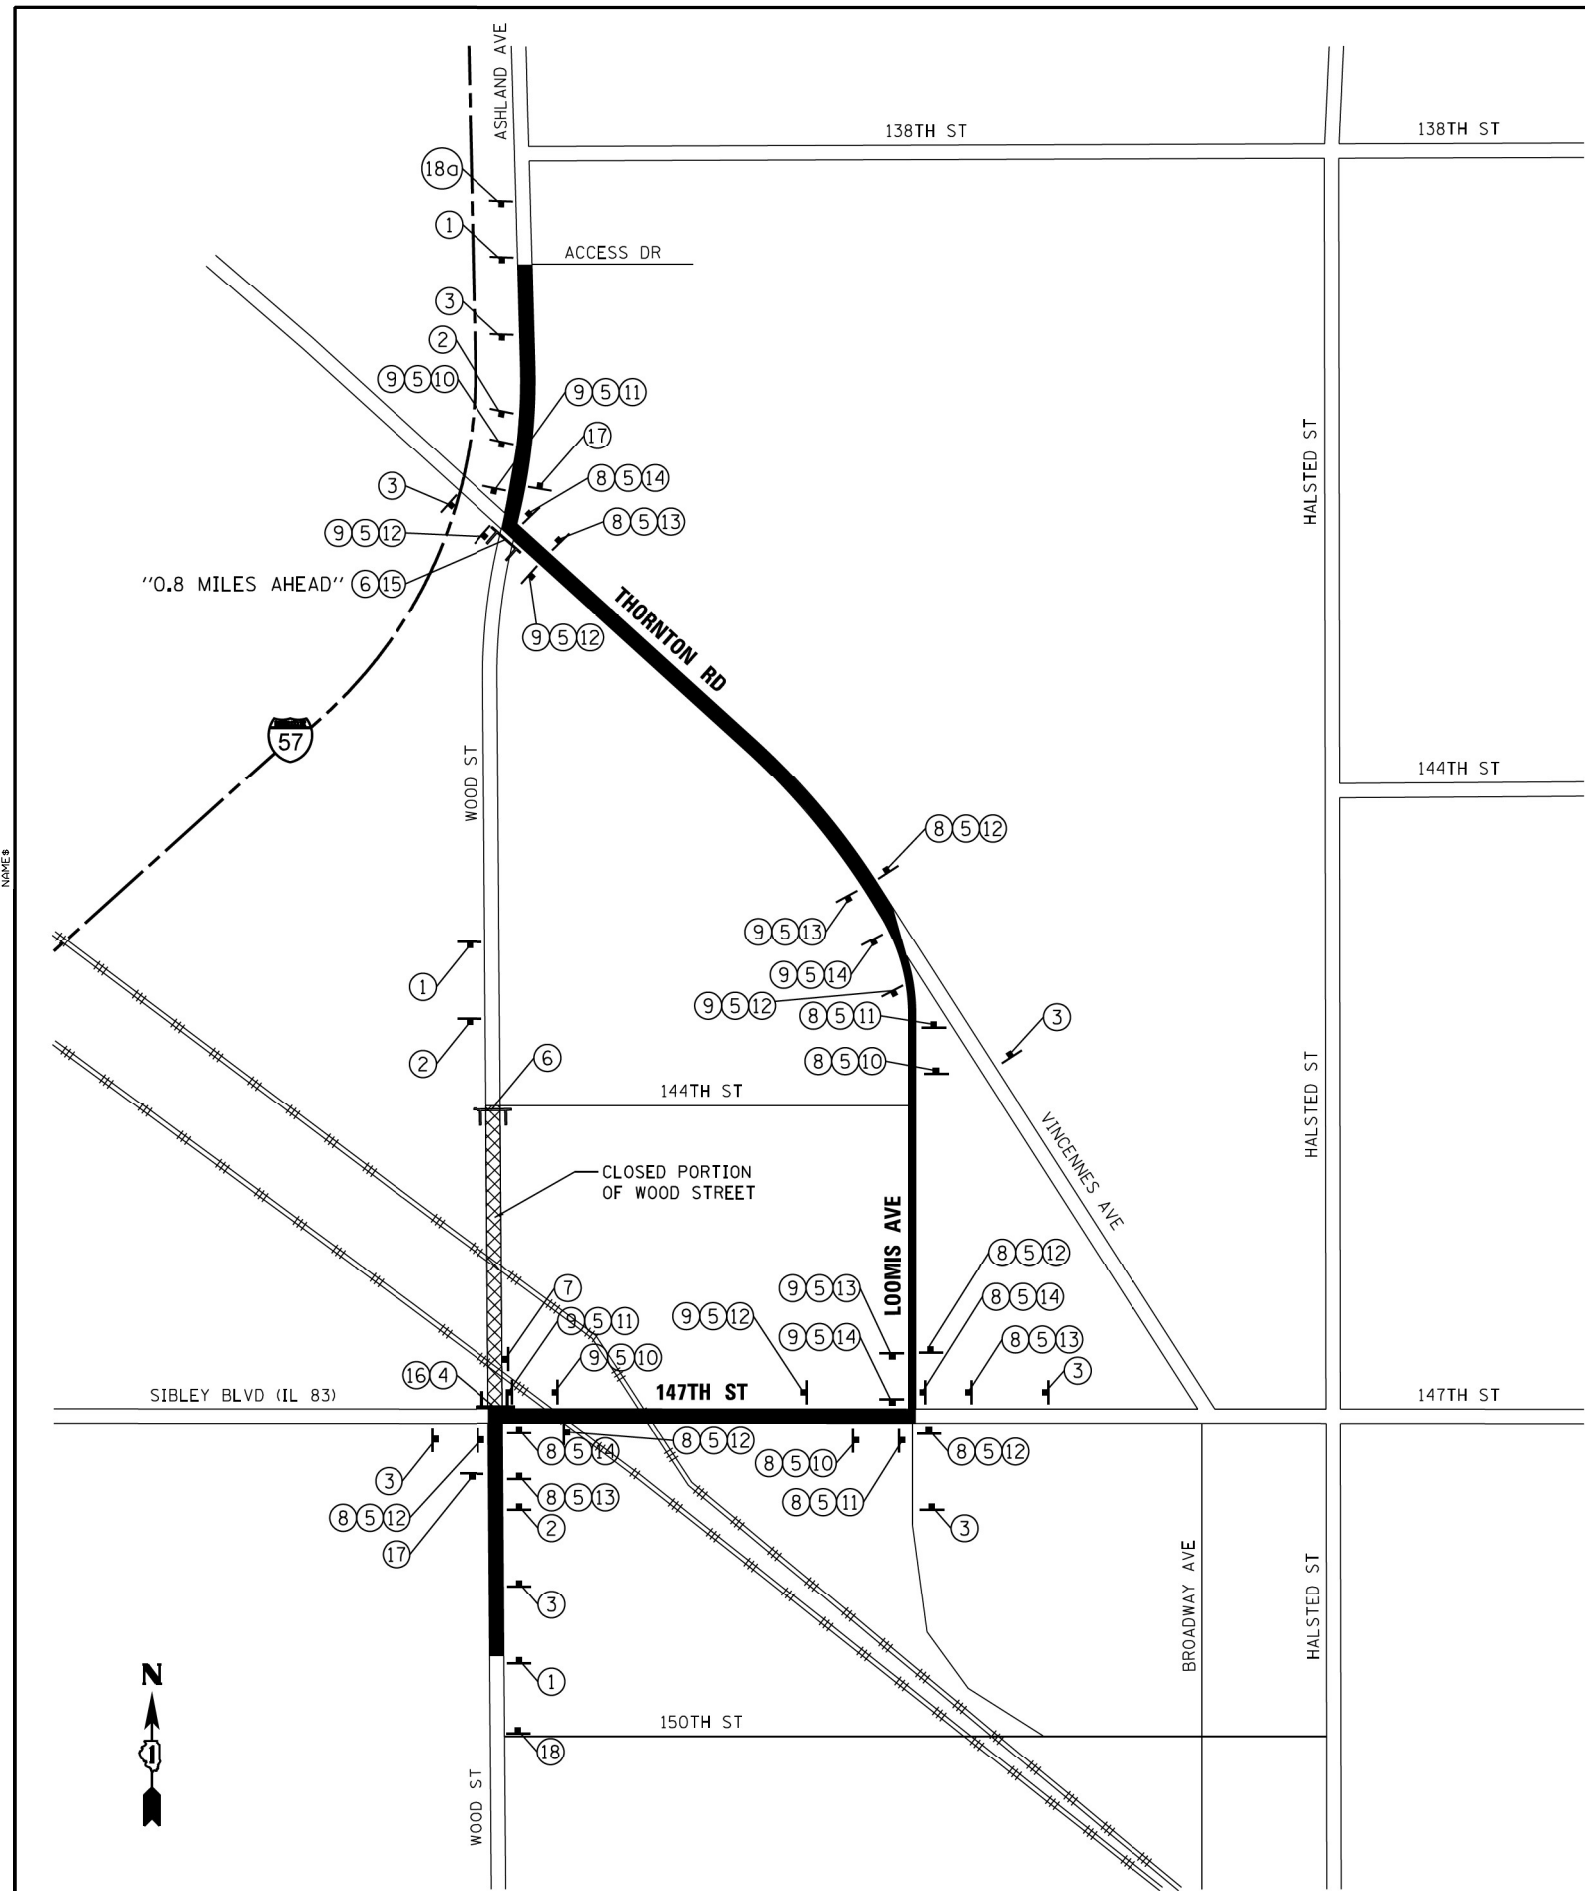 ASHLAND AVE
138TH ST
138TH ST
18a
1
ACCESS DR
3
2
9 5 10
9 5 11
17
8 5 14
3
8 5 13
9 5 12
"0.8 MILES AHEAD" 6 15
9 5 12
THORNTON RD
HALSTED ST
57
WOOD ST
144TH ST
8 5 12
NAME$
9 5 13
9 5 14
1
9 5 12
8 5 11
3
2
6
8 5 10
144TH ST
HALSTED ST
VINCENNES AVE
CLOSED PORTION
OF WOOD STREET
LOOMIS AVE
8 5 12
7
9 5 13
8 5 14
9 5 11
9 5 12
9 5 14
8 5 13
9 5 10
3
16 4
SIBLEY BLVD (IL 83)
147TH ST
147TH ST
8 5 14
8 5 12
8 5 10
8 5 12
3
8 5 13
8 5 11
8 5 12
2
3
17
3
BROADWAY AVE
HALSTED ST
1
N
150TH ST
18
WOOD ST